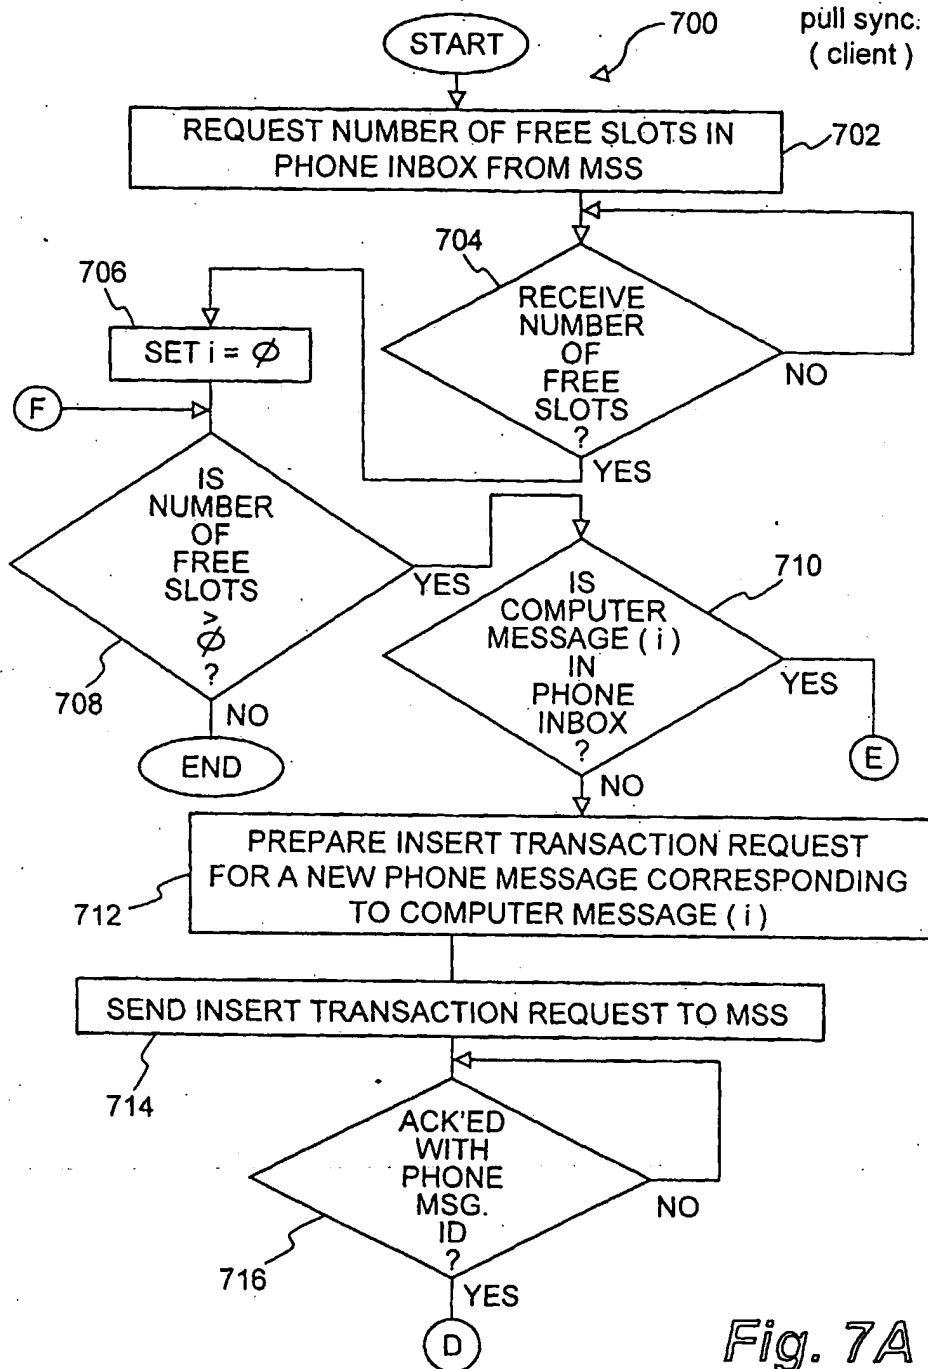 START
700
pull sync.
( client )
REQUEST NUMBER OF FREE SLOTS IN
PHONE INBOX FROM MSS
702
704
RECEIVE
NUMBER
OF
FREE
SLOTS
?
NO
YES
706
SET i = ∅
F
IS
NUMBER
OF
FREE
SLOTS
>
∅
?
YES
708
NO
END
710
IS
COMPUTER
MESSAGE ( i )
IN
PHONE
INBOX
?
YES
E
NO
PREPARE INSERT TRANSACTION REQUEST
FOR A NEW PHONE MESSAGE CORRESPONDING
TO COMPUTER MESSAGE ( i )
712
SEND INSERT TRANSACTION REQUEST TO MSS
714
ACK'ED
WITH
PHONE
MSG.
ID
?
NO
716
YES
D
Fig. 7A